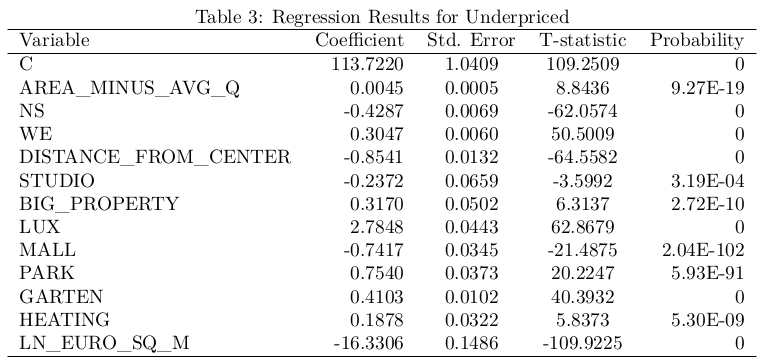 Table 3: Regression Results for Underpriced
Variable Coefficient Std. Error T-statistic Probability
C 113.7220 1.0409 109.2509 0
AREA_MINUS_AVG_Q 0.0045 0.0005 8.8436 9.27E-19
NS -0.4287 0.0069 -62.0574 0
WE 0.3047 0.0060 50.5009 0
DISTANCE_FROM_CENTER -0.8541 0.0132 -64.5582 0
STUDIO -0.2372 0.0659 -3.5992 3.19E-04
BIG_PROPERTY 0.3170 0.0502 6.3137 2.72E-10
LUX 2.7848 0.0443 62.8679 0
MALL -0.7417 0.0345 -21.4875 2.04E-102
PARK 0.7540 0.0373 20.2247 5.93E-91
GARTEN 0.4103 0.0102 40.3932 0
HEATING 0.1878 0.0322 5.8373 5.30E-09
LN_EURO_SQ_M -16.3306 0.1486 -109.9225 0